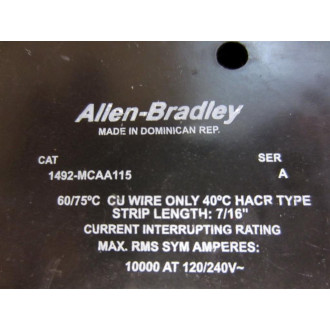 Allen-Bradley
MADE IN DOMINICAN REP.
CAT SER
1492-MCAA115 A
60/75ºC CU WIRE ONLY 40ºC HACR TYPE
STRIP LENGTH: 7/16"
CURRENT INTERRUPTING RATING
MAX. RMS SYM AMPERES:
10000 AT 120/240V~